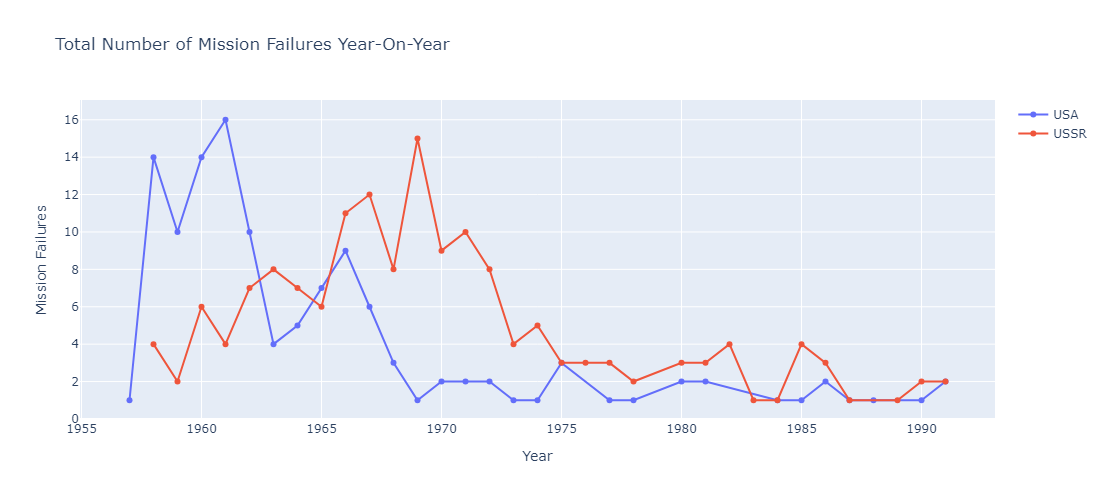 Total Number of Mission Failures Year-On-Year
USA
USSR
16
14
12
10
8
6
4
2
0
Mission Failures
1955 1960 1965 1970 1975 1980 1985 1990
Year